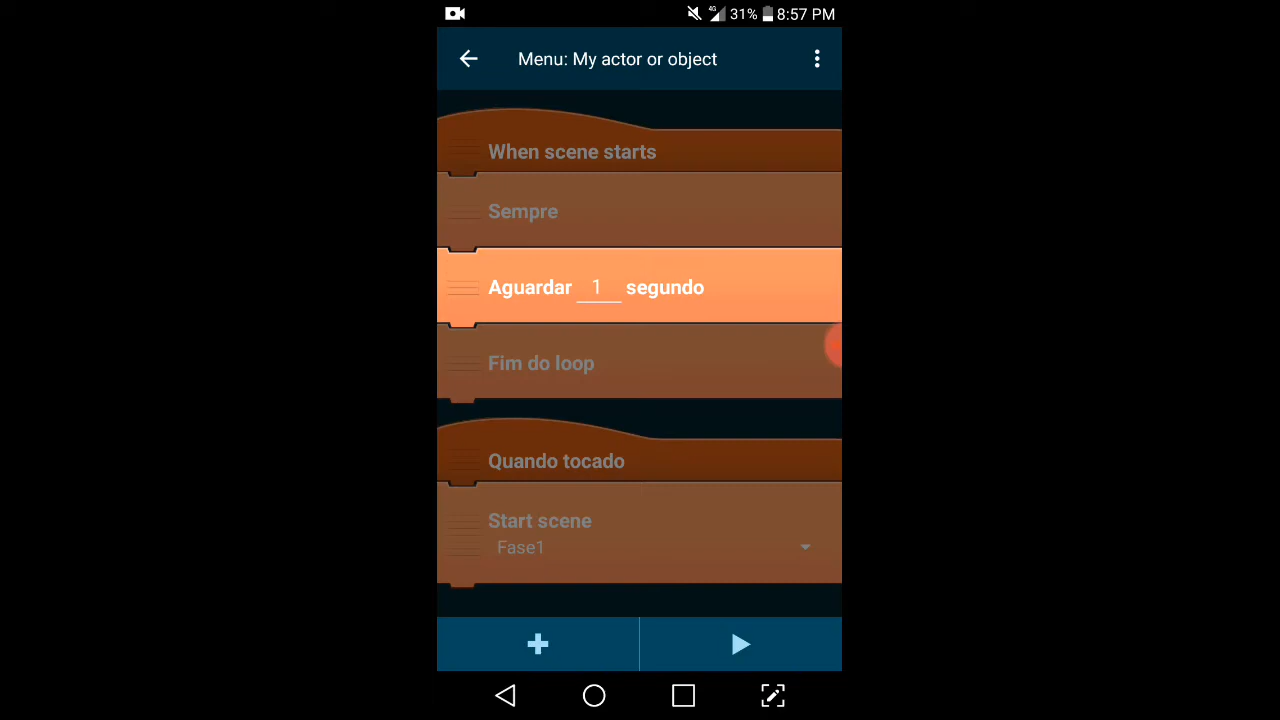 4G 31% 8:57 PM
Menu: My actor or object
When scene starts
Sempre
Aguardar 1 segundo
Fim do loop
Quando tocado
Start scene
Fase1